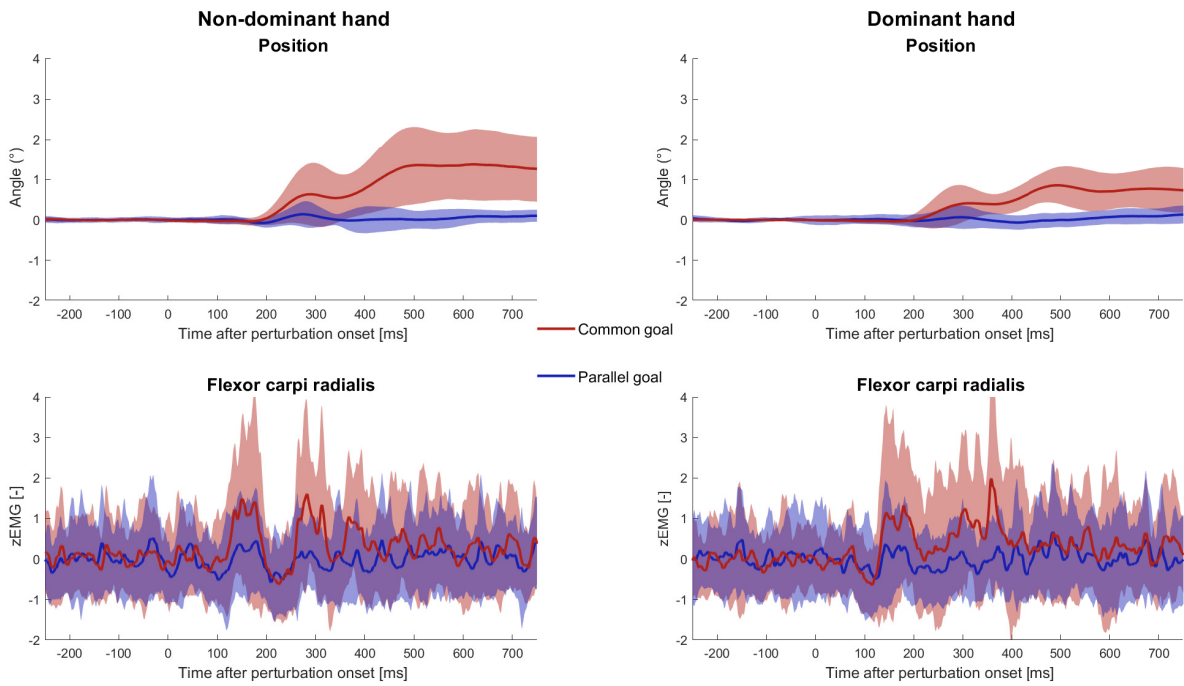 Non-dominant hand
Dominant hand
Position
Position
4
3
2
1
0
-1
-2
Angle (°)
-200 -100 0 100 200 300 400 500 600 700
Time after perturbation onset [ms]
4
3
2
1
0
-1
-2
Angle (°)
-200 -100 0 100 200 300 400 500 600 700
Time after perturbation onset [ms]
Common goal
Parallel goal
Flexor carpi radialis
4
3
2
1
0
-1
-2
zEMG [-]
-200 -100 0 100 200 300 400 500 600 700
Time after perturbation onset [ms]
Flexor carpi radialis
4
3
2
1
0
-1
-2
zEMG [-]
-200 -100 0 100 200 300 400 500 600 700
Time after perturbation onset [ms]